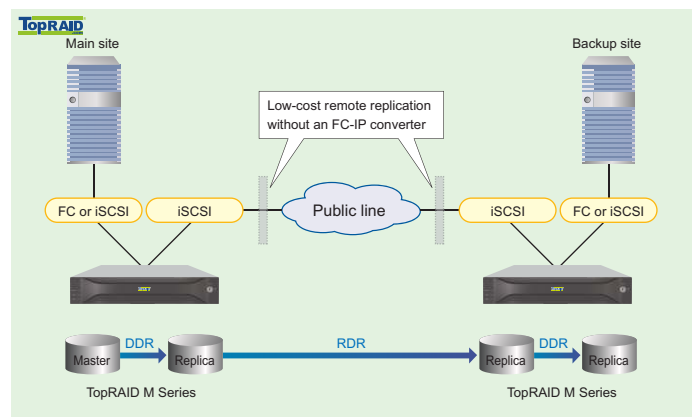 TOPRAID
Main site
Backup site
Low-cost remote replication
without an FC-IP converter
FC or iSCSI
iSCSI
Public line
iSCSI
FC or iSCSI
DDR
RDR
DDR
Master
Replica
Replica
Replica
TopRAID M Series
TopRAID M Series